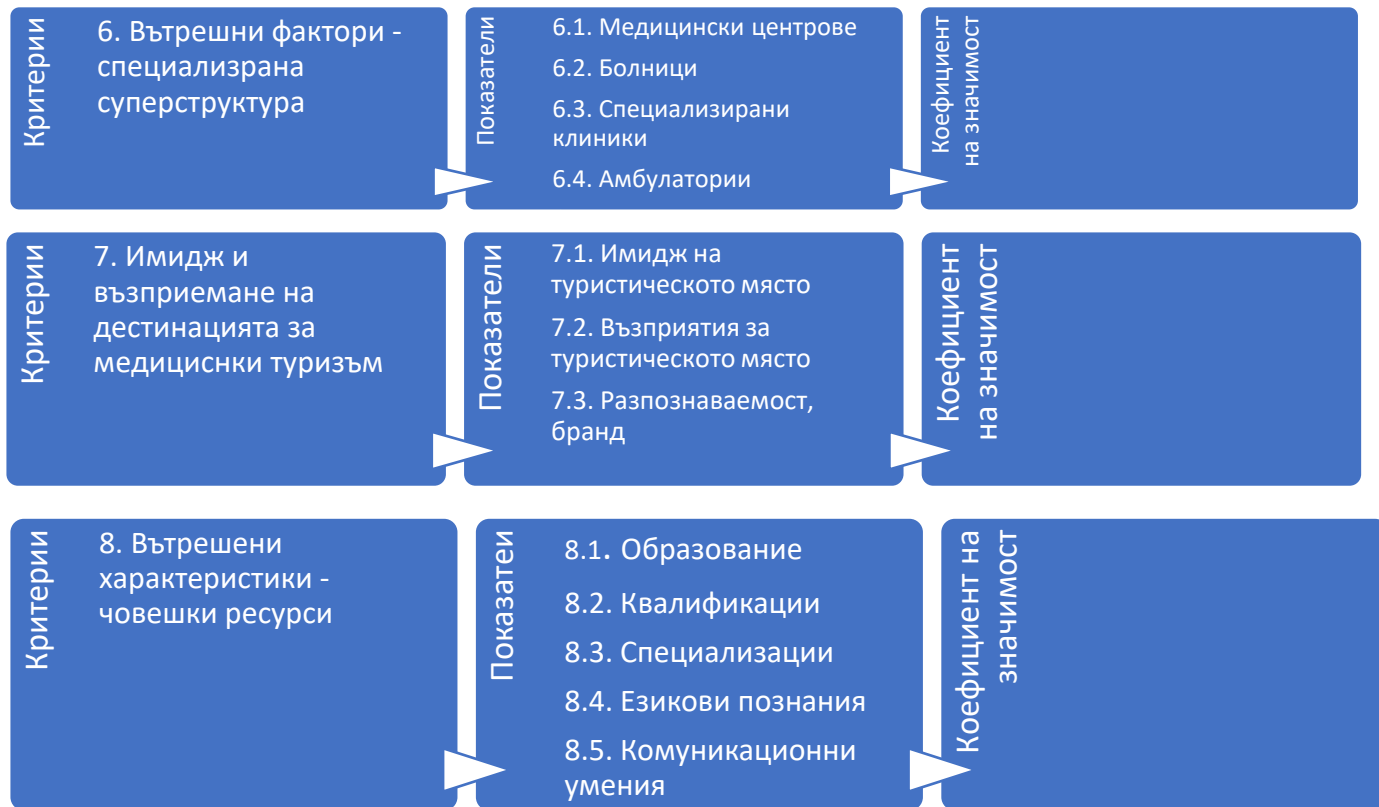 Критерии
6. Вътрешни фактори -
специализрана
суперструктура
Показатели
6.1. Медицински центрове
6.2. Болници
6.3. Специализирани
клиники
6.4. Амбулатории
Коефициент
на значимост
Критерии
7. Имидж и
възприемане на
дестинацията за
медициснки туризъм
Показатели
7.1. Имидж на
туристическото място
7.2. Възприятия за
туристическото място
7.3. Разпознаваемост,
бранд
Коефициент
на значимост
Критерии
8. Вътрешени
характеристики -
човешки ресурси
Показатеи
8.1. Образование
8.2. Квалификации
8.3. Специализации
8.4. Езикови познания
8.5. Комуникационни
умения
Коефициент на
значимост